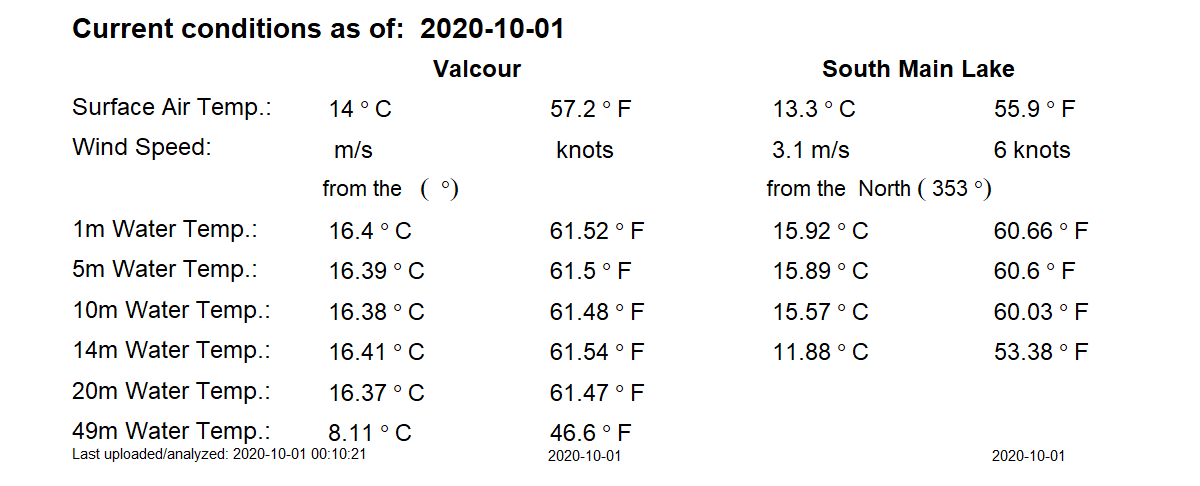 Current conditions as of: 2020-10-01
Valcour South Main Lake
Surface Air Temp.: 14 ° C 57.2 ° F 13.3 ° C 55.9 ° F
Wind Speed: m/s knots 3.1 m/s 6 knots
from the ( °) from the North ( 353 °)
1m Water Temp.: 16.4 ° C 61.52 ° F 15.92 ° C 60.66 ° F
5m Water Temp.: 16.39 ° C 61.5 ° F 15.89 ° C 60.6 ° F
10m Water Temp.: 16.38 ° C 61.48 ° F 15.57 ° C 60.03 ° F
14m Water Temp.: 16.41 ° C 61.54 ° F 11.88 ° C 53.38 ° F
20m Water Temp.: 16.37 ° C 61.47 ° F
49m Water Temp.: 8.11 ° C 46.6 ° F
Last uploaded/analyzed: 2020-10-01 00:10:21 2020-10-01 2020-10-01